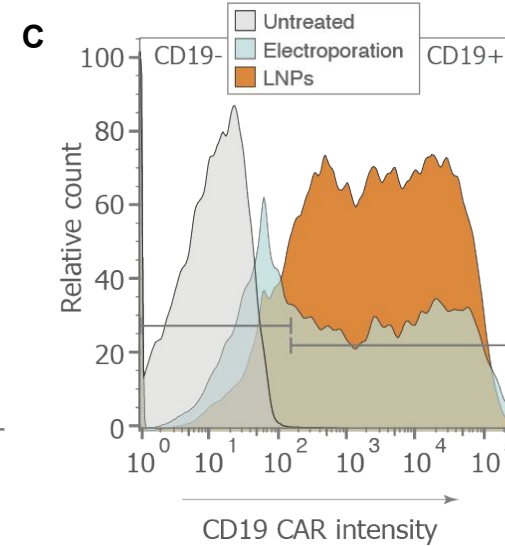 C
Untreated
Electroporation
LNPs
CD19-
CD19+
100
80
60
40
20
0
Relative count
10 0
10 1
10 2
10 3
10 4
10
CD19 CAR intensity